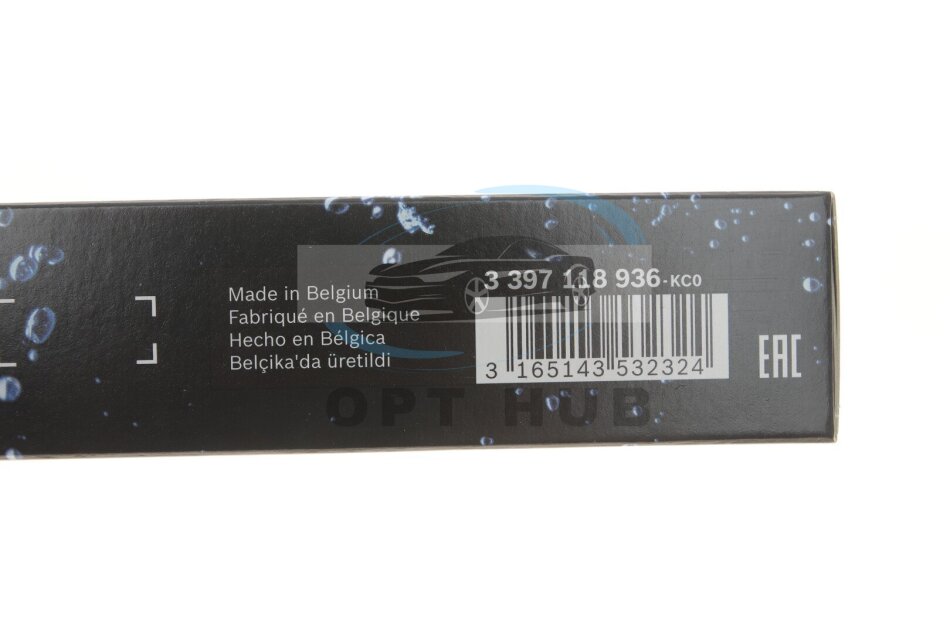 Made in Belgium
Fabriqué en Belgique
Hecho en Bélgica
Belçika'da üretildi
3 397 118 936-KC0
3 165143 532324
EAC
OPT HUB